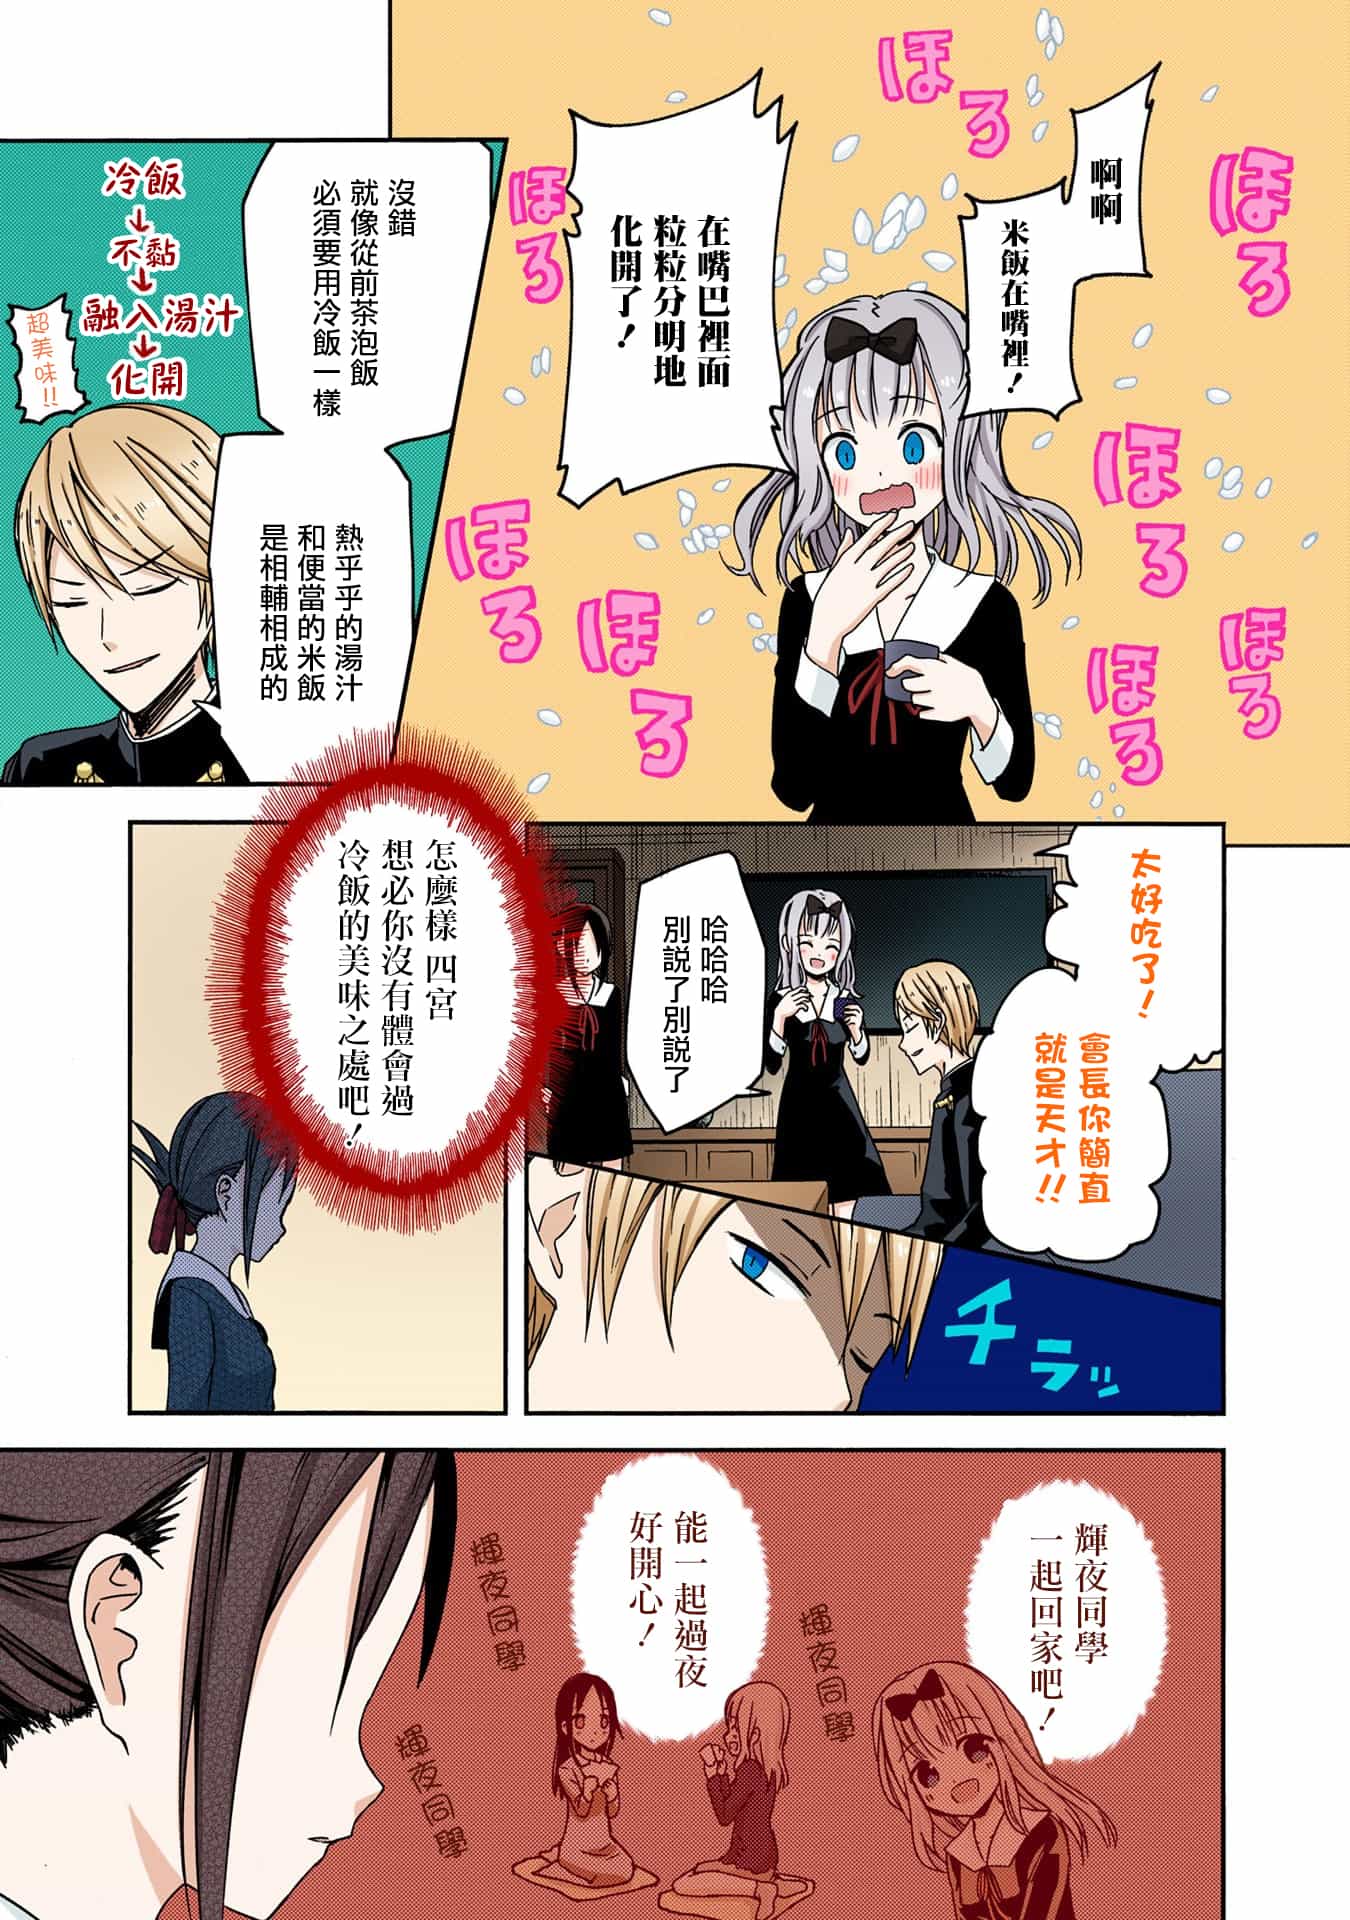 啊啊
米飯在嘴裡！
在嘴巴裡面
粒粒分明地
化開了！
ほろ
ほろ
ほろ
ほろ
ほろ
ほろ
ほろ
ほろ
沒錯
就像從前茶泡飯
必須要用冷飯一樣
熱乎乎的湯汁
和便當的米飯
是相輔相成的
冷飯
↓
不黏
↓
融入湯汁
↓
化開
超美味!!
太好吃了！
會長你簡直
就是天才!!
哈哈哈
別説了別説了
チラッ
怎麼樣 四宮
想必你沒有體會過
冷飯的美味之處吧！
輝夜同學
一起回家吧！
能一起過夜
好開心！
輝夜同學
輝夜同學
輝夜同學